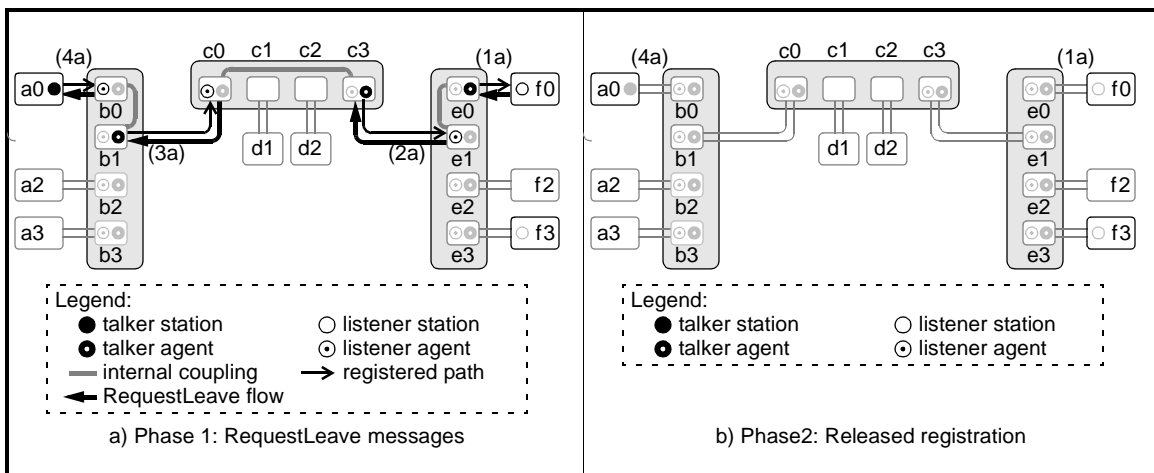 (4a) c0 c1 c2 c3 (1a)
a0 f0
b0 e0
d1 d2
b1 (3a) (2a) e1
a2 f2
b2 e2
a3 f3
b3 e3
Legend:
talker station listener station
talker agent listener agent
internal coupling registered path
RequestLeave flow
a) Phase 1: RequestLeave messages
(4a) c0 c1 c2 c3 (1a)
a0 f0
b0 e0
d1 d2
b1 e1
a2 f2
b2 e2
a3 f3
b3 e3
Legend:
talker station listener station
talker agent listener agent
b) Phase2: Released registration